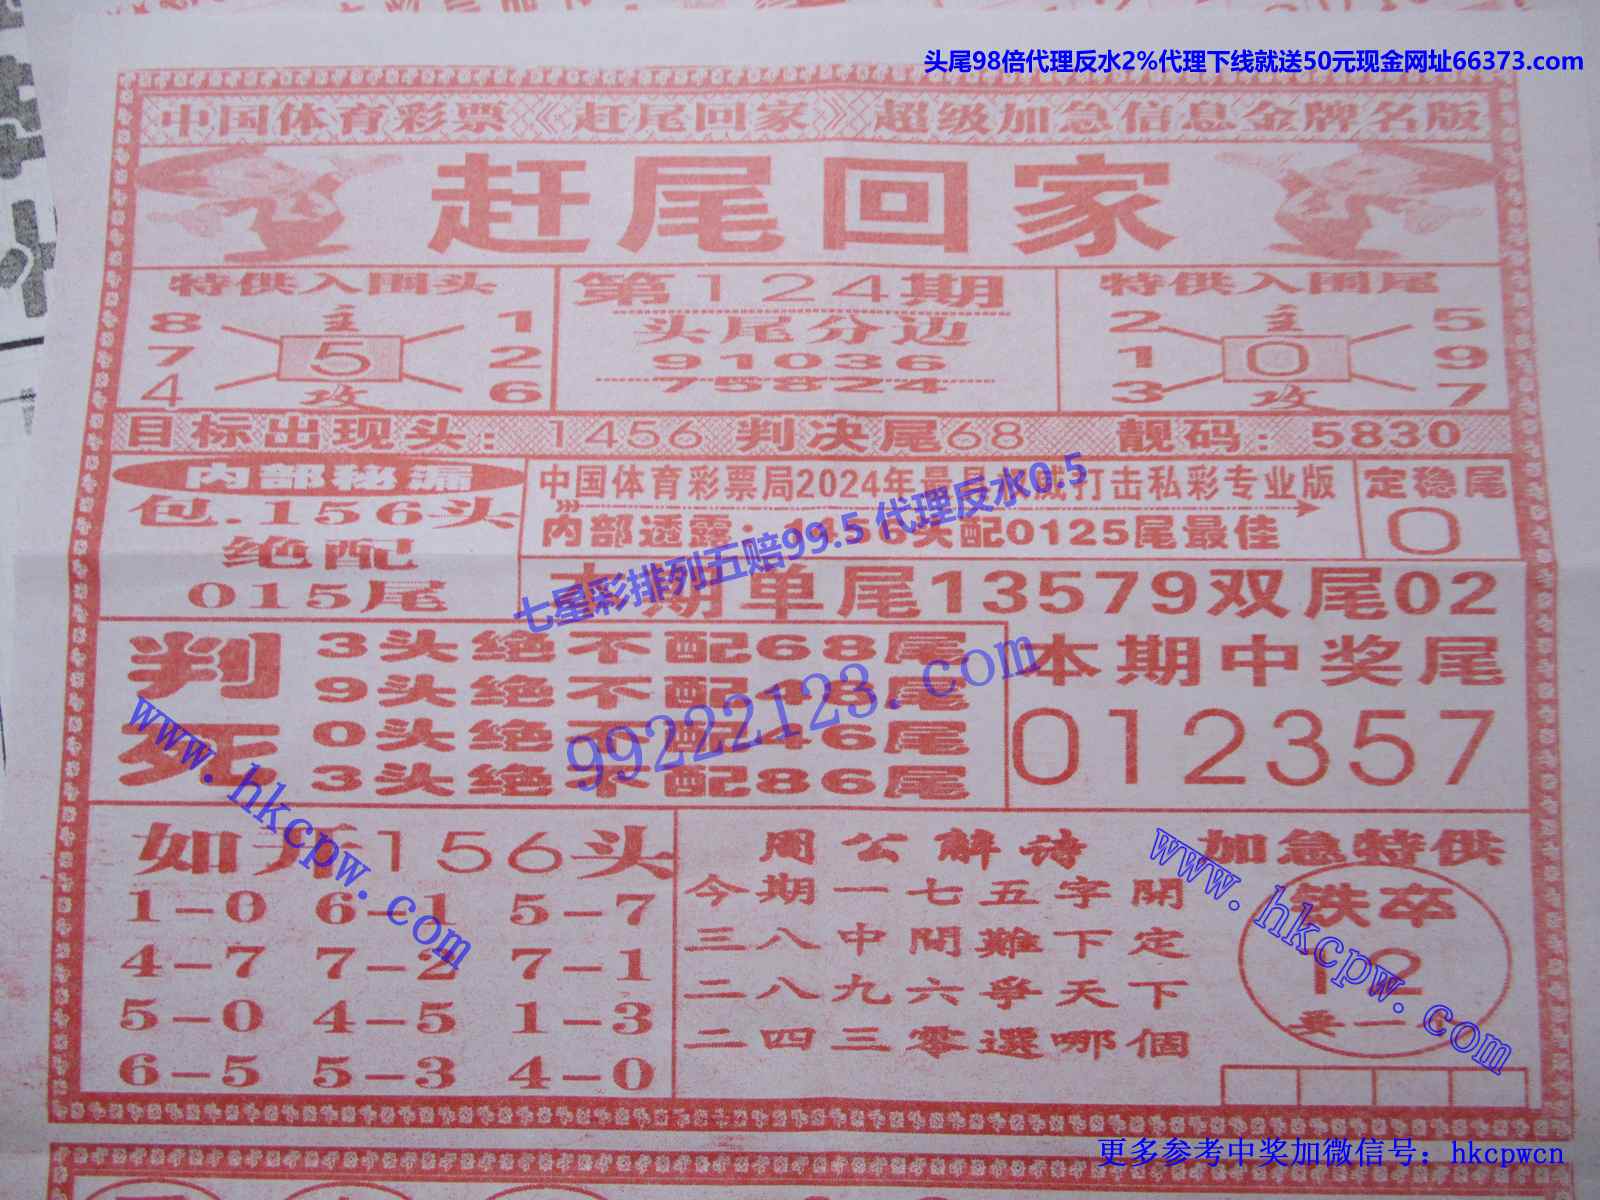 头尾98倍代理反水2%代理下线就送50元现金网址66373.com
中国体育彩票《赶尾回家》超级加急信息金牌名版
赶尾回家
特供入围头
8 主 1
7 5 2
4 攻 6
第124期
头尾分边
91036
75824
特供入围尾
2 主 5
1 0 9
3 攻 7
目标出现头：1456 判决尾68 靓码：5830
内部秘漏
包.156头
绝配
015尾
中国体育彩票局2024年最具 威打击私彩专业版
内部透露：1456头配0125尾最佳
定稳尾
0
七星彩排列五赔99.5 代理反水0.5
本期单尾13579双尾02
判死
3头绝不配68尾
9头绝不配 8尾
0头绝不配46尾
3头绝不配86尾
99222123.com
本期中奖尾
012357
www.hkcpw.com
如开156头
1-0 6-1 5-7
4-7 7-2 7-1
5-0 4-5 1-3
6-5 5-3 4-0
周公解诗
今期一七五字開
三八中間難下定
二八九六爭天下
二四三零選哪個
加急特供
铁卒
12
卖一
www.hkcpw.com
更多参考中奖加微信号：hkcpwcn